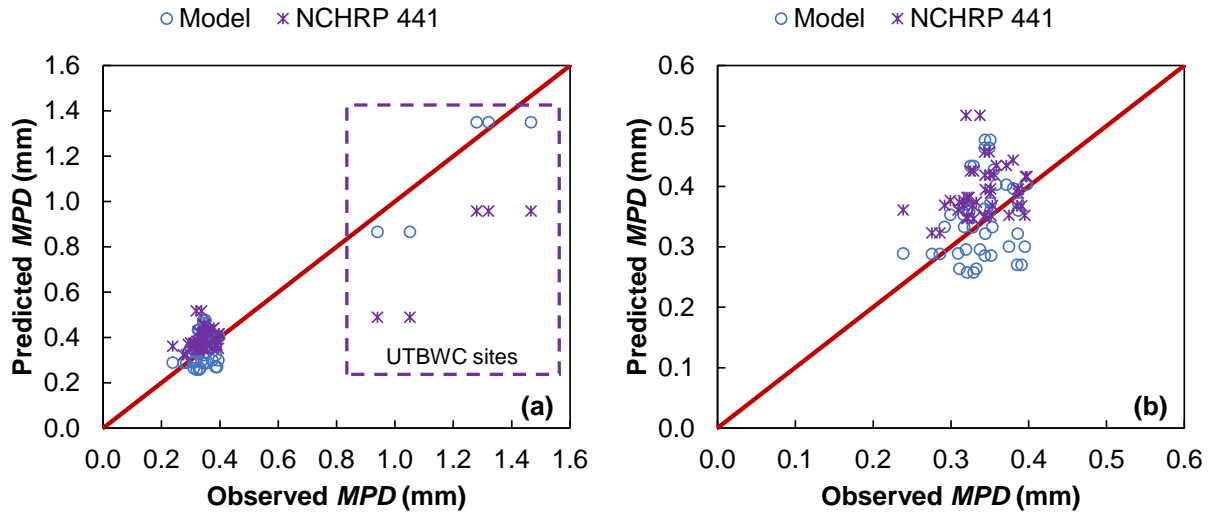 Model NCHRP 441
1.6
1.4
1.2
1.0
0.8
0.6
0.4
0.2
0.0
Predicted MPD (mm)
UTBWC sites
(a)
0.0 0.2 0.4 0.6 0.8 1.0 1.2 1.4 1.6
Observed MPD (mm)
Model NCHRP 441
0.6
0.5
0.4
0.3
0.2
0.1
0.0
Predicted MPD (mm)
(b)
0.0 0.1 0.2 0.3 0.4 0.5 0.6
Observed MPD (mm)